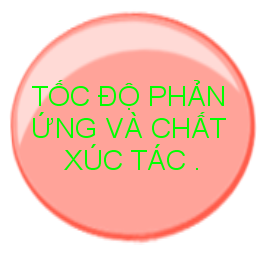 TỐC ĐỘ PHẢN
ỨNG VÀ CHẤT
XÚC TÁC .